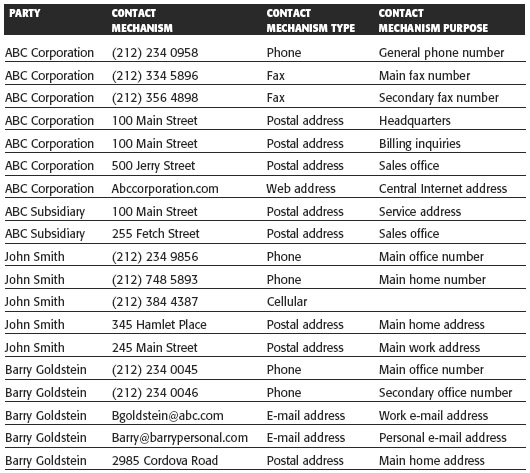 PARTY CONTACT MECHANISM CONTACT MECHANISM TYPE CONTACT MECHANISM PURPOSE
ABC Corporation (212) 234 0958 Phone General phone number
ABC Corporation (212) 334 5896 Fax Main fax number
ABC Corporation (212) 356 4898 Fax Secondary fax number
ABC Corporation 100 Main Street Postal address Headquarters
ABC Corporation 100 Main Street Postal address Billing inquiries
ABC Corporation 500 Jerry Street Postal address Sales office
ABC Corporation Abccorporation.com Web address Central Internet address
ABC Subsidiary 100 Main Street Postal address Service address
ABC Subsidiary 255 Fetch Street Postal address Sales office
John Smith (212) 234 9856 Phone Main office number
John Smith (212) 748 5893 Phone Main home number
John Smith (212) 384 4387 Cellular
John Smith 345 Hamlet Place Postal address Main home address
John Smith 245 Main Street Postal address Main work address
Barry Goldstein (212) 234 0045 Phone Main office number
Barry Goldstein (212) 234 0046 Phone Secondary office number
Barry Goldstein Bgoldstein@abc.com E-mail address Work e-mail address
Barry Goldstein Barry@barrypersonal.com E-mail address Personal e-mail address
Barry Goldstein 2985 Cordova Road Postal address Main home address